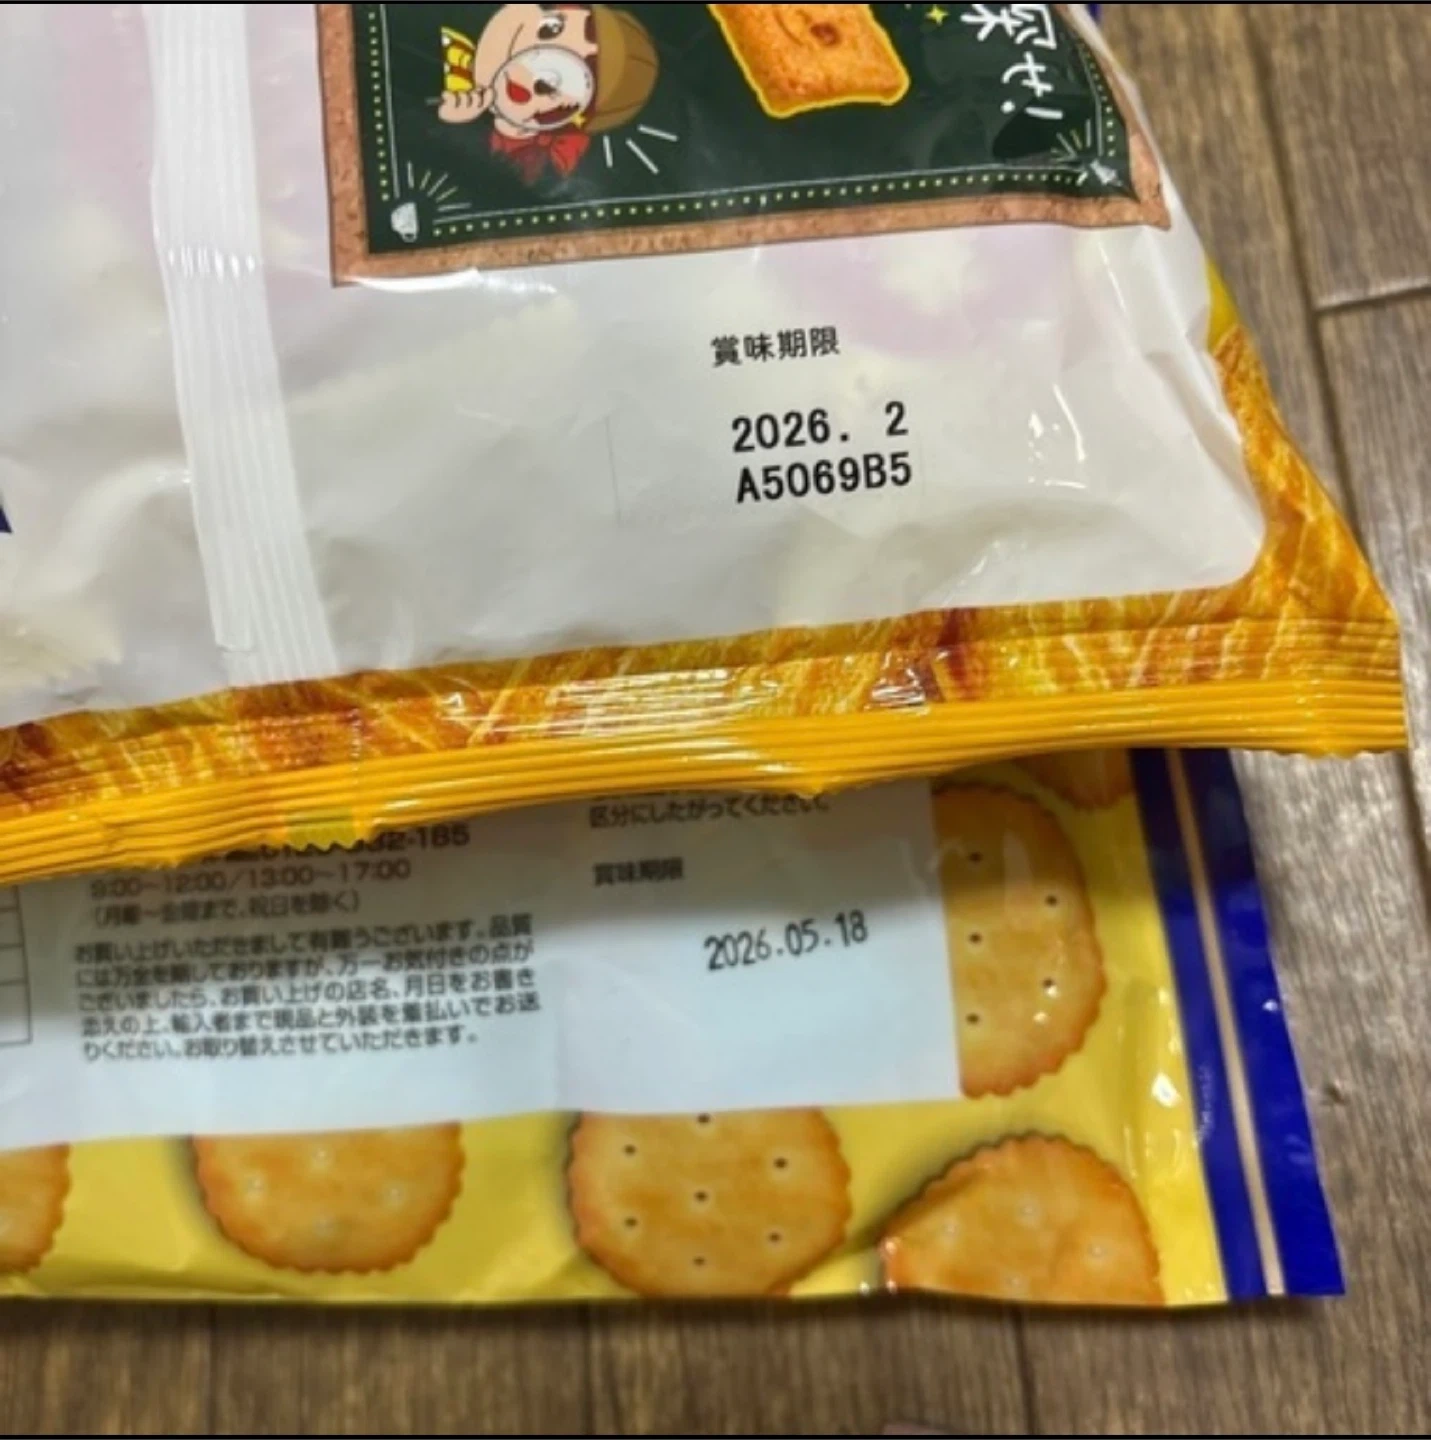 探せ!
賞味期限
2026. 2
A5069B5
区分にしたがってください。
32-185
9:00~12:00/13:00~17:00
(月曜~金曜まで、祝日を除く)
賞味期限
2026.05.18
お買い上げいただきまして有難うございます。品質
には万全を期しておりますが、万一お気付きの点が
ございましたら、お買い上げの店名、月日をお書き
添えの上、輸入者まで現品と外装を着払いでお送
りください。お取り替えさせていただきます。